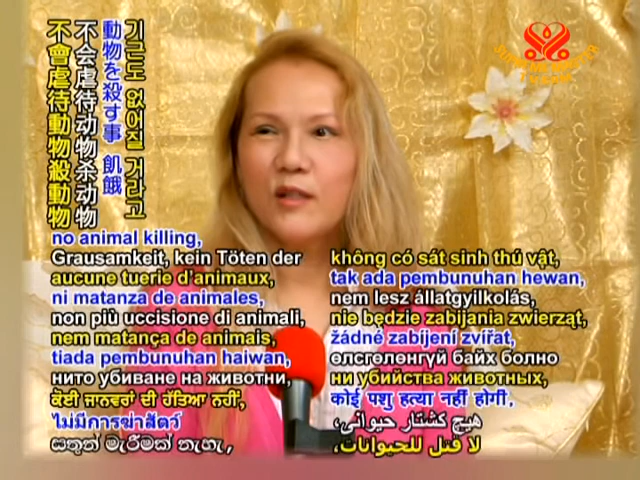 SUPREME MASTER
기근도 없어질 거라고
動物を殺す事 飢餓
不会虐待动物杀动物
不會虐待動物殺動物
no animal killing,
Grausamkeit, kein Töten der
aucune tuerie d'animaux,
ni matanza de animales,
non più uccisione di animali,
nem matança de animais,
tiada pembunuhan haiwan,
нито убиване на животни,
ਕੋਈ ਜਾਨਵਰਾਂ ਦੀ ਹੱਤਿਆ ਨਹੀਂ,
ไม่มีการฆ่าสัตว์
සතුන් මැරීමක් නැහැ,
không có sát sinh thú vật,
tak ada pembunuhan hewan,
nem lesz állatgyilkolás,
nie będzie zabijania zwierząt,
žádné zabíjení zvířat,
өлсгөлөнгүй байх болно
ни убийства животных,
कोई पशु हत्या नहीं होगी,
هیچ کشتار حیوانی،
لا قتل للحيوانات،